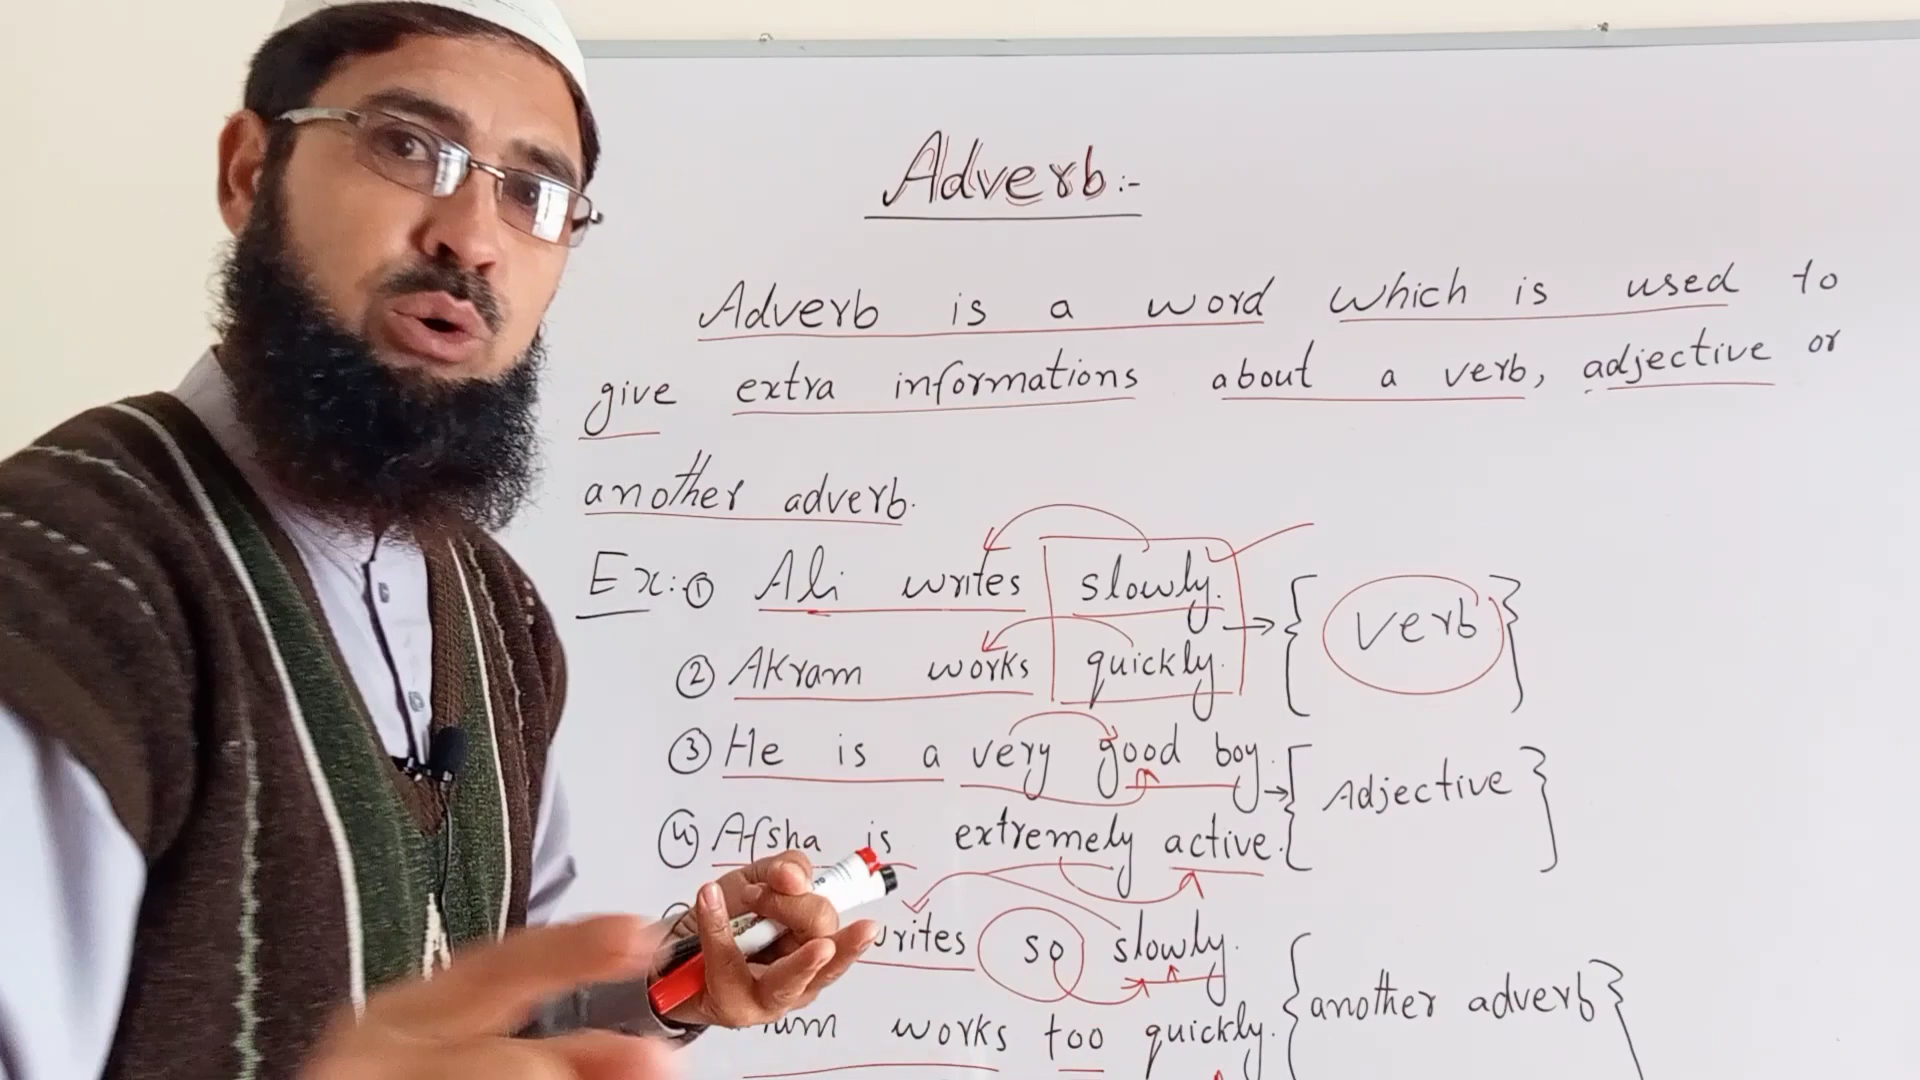 Adverb:-
Adverb is a word which is used to
give extra informations about a verb, adjective or
another adverb.
Ex: ① Ali writes slowly. → { verb }
② Akram works quickly.
③ He is a very good boy. → [ Adjective }
④ Afsha is extremely active.
writes so slowly.
works too quickly. { another adverb }